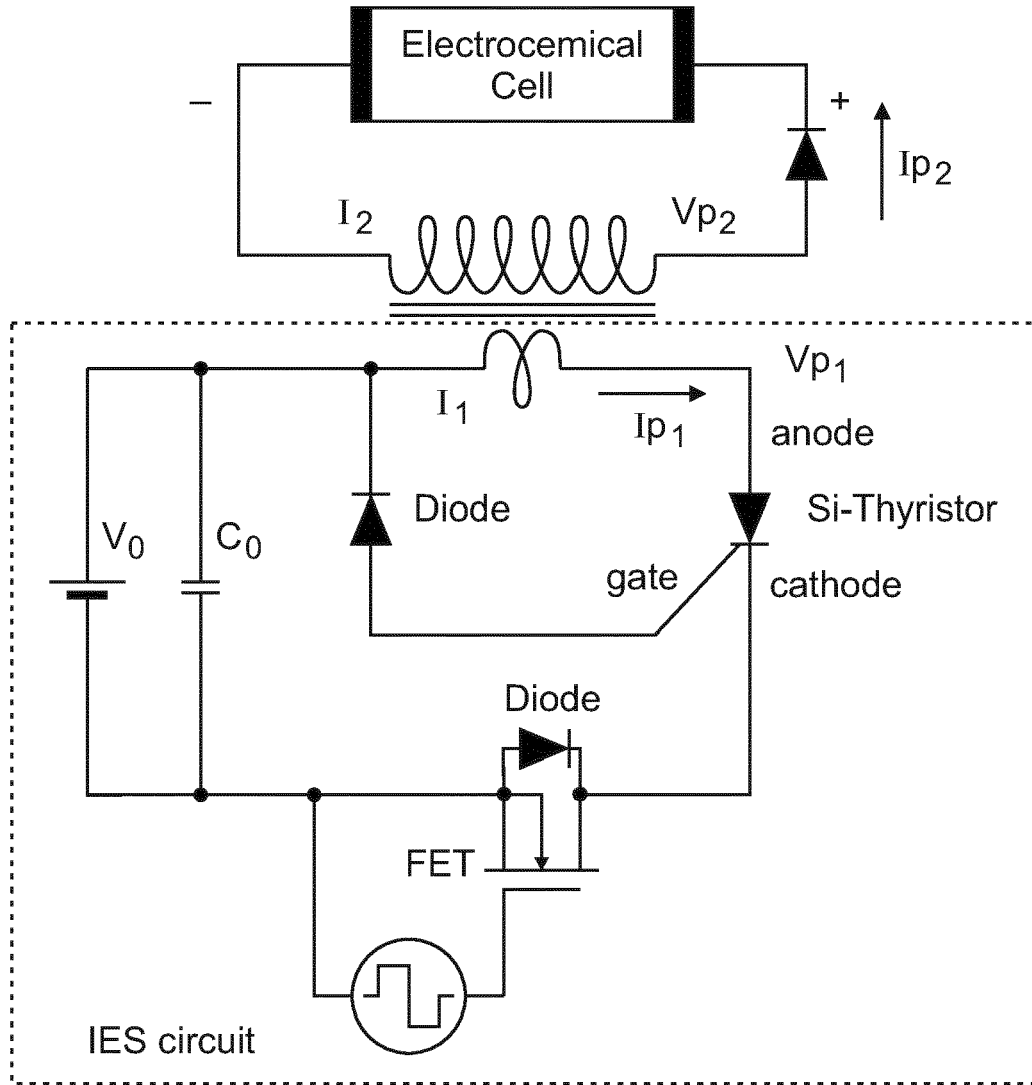 Electrocemical
Cell
–
+
Ip2
I2
Vp2
Vp1
I1
Ip1
anode
Diode
Si-Thyristor
V0
C0
gate
cathode
Diode
FET
IES circuit